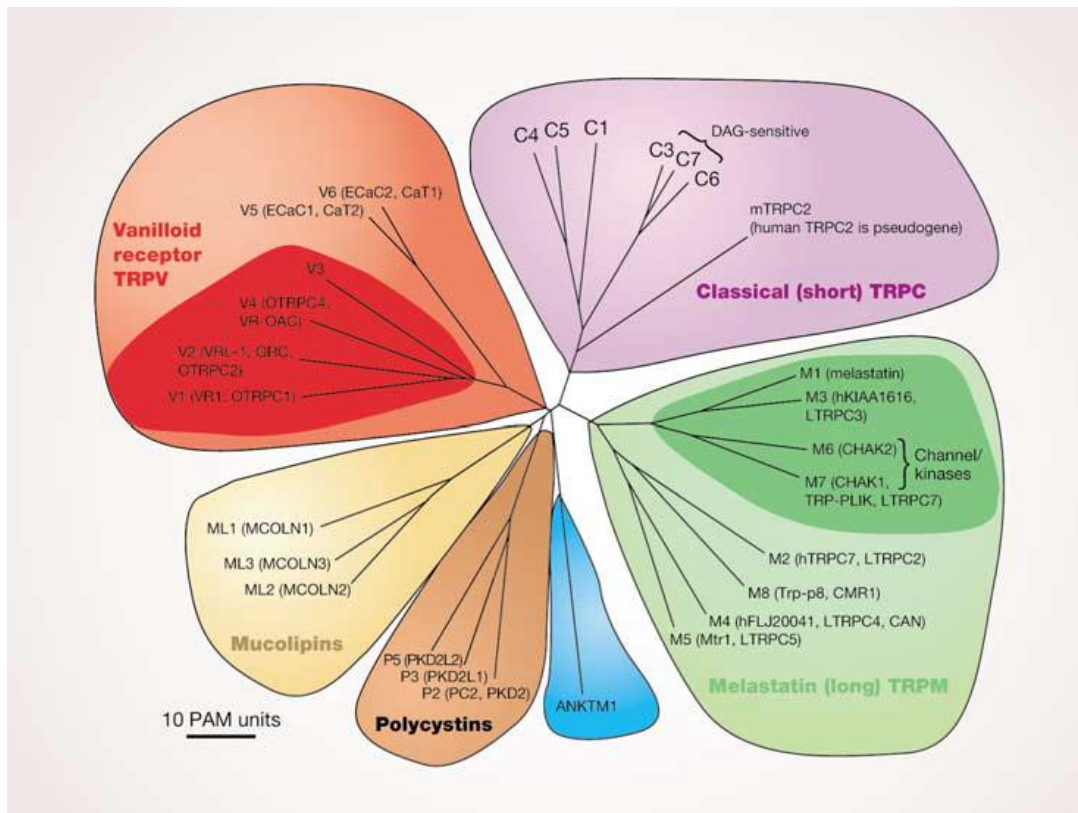 C4 C5 C1
DAG-sensitive
C3 C7
C6
mTRPC2
(human TRPC2 is pseudogene)
Classical (short) TRPC
V6 (ECaC2, CaT1)
V5 (ECaC1, CaT2)
Vanilloid
receptor
TRPV
V3
V4 (OTRPC4,
VR-OAC)
V2 (VRL-1, GRC,
OTRPC2)
V1 (VR1, OTRPC1)
M1 (melastatin)
M3 (hKIAA1616,
LTRPC3)
M6 (CHAK2)
Channel/
kinases
M7 (CHAK1,
TRP-PLIK, LTRPC7)
M2 (hTRPC7, LTRPC2)
M8 (Trp-p8, CMR1)
M4 (hFLJ20041, LTRPC4, CAN)
M5 (Mtr1, LTRPC5)
Melastatin (long) TRPM
ML1 (MCOLN1)
ML3 (MCOLN3)
ML2 (MCOLN2)
Mucolipins
P5 (PKD2L2)
P3 (PKD2L1)
P2 (PC2, PKD2)
Polycystins
ANKTM1
10 PAM units